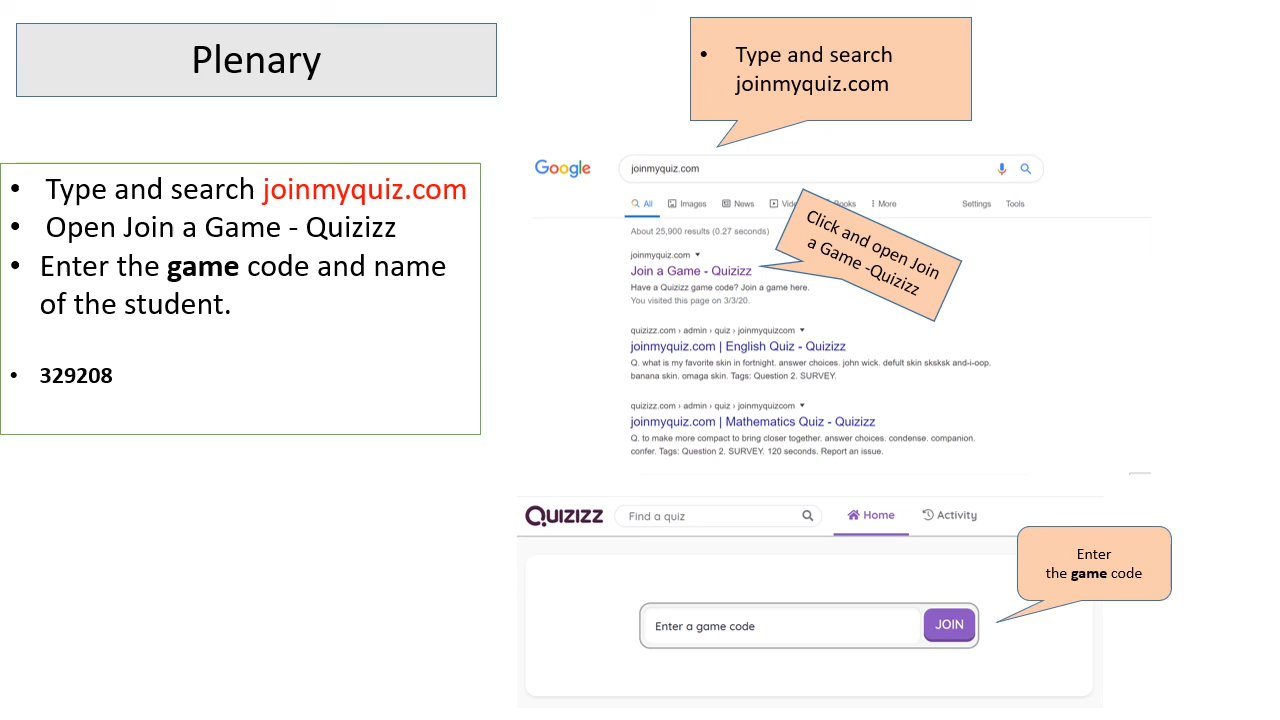 Plenary
• Type and search joinmyquiz.com
• Open Join a Game - Quizizz
• Enter the game code and name
of the student.
• 329208
• Type and search
joinmyquiz.com
Google
joinmyquiz.com
All Images News Books More Settings Tools
About 25,900 results (0.27 seconds)
Click and open Join
a Game -Quizizz
joinmyquiz.com
Join a Game - Quizizz
Have a Quizizz game code? Join a game here.
You visited this page on 3/3/20.
quizizz.com › admin › quiz › joinmyquizcom
joinmyquiz.com | English Quiz - Quizizz
Q. what is my favorite skin in fortnight. answer choices. john wick. defult skin sksksk and-i-oop.
banana skin. omaga skin. Tags: Question 2. SURVEY.
quizizz.com › admin › quiz › joinmyquizcom
joinmyquiz.com | Mathematics Quiz - Quizizz
Q. to make more compact to bring closer together. answer choices. condense. companion.
confer. Tags: Question 2. SURVEY. 120 seconds. Report an issue.
QUIZIZZ Find a quiz Home Activity
Enter
the game code
Enter a game code JOIN